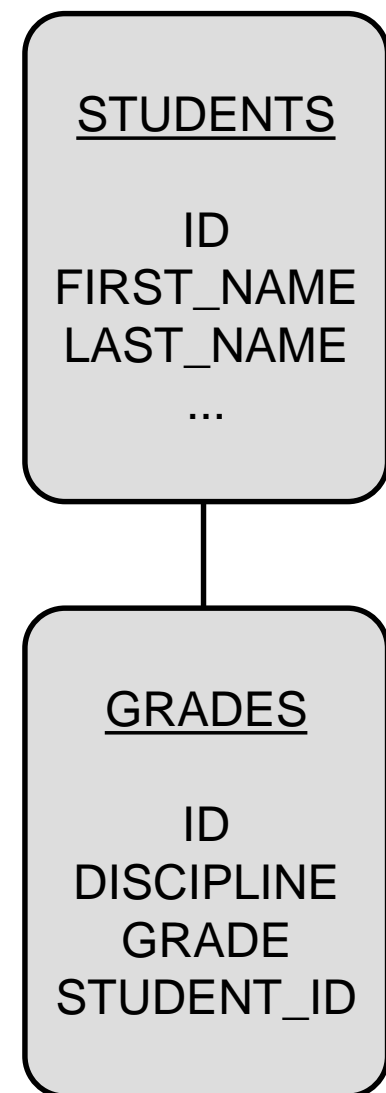 STUDENTS
ID
FIRST_NAME
LAST_NAME
...
GRADES
ID
DISCIPLINE
GRADE
STUDENT_ID